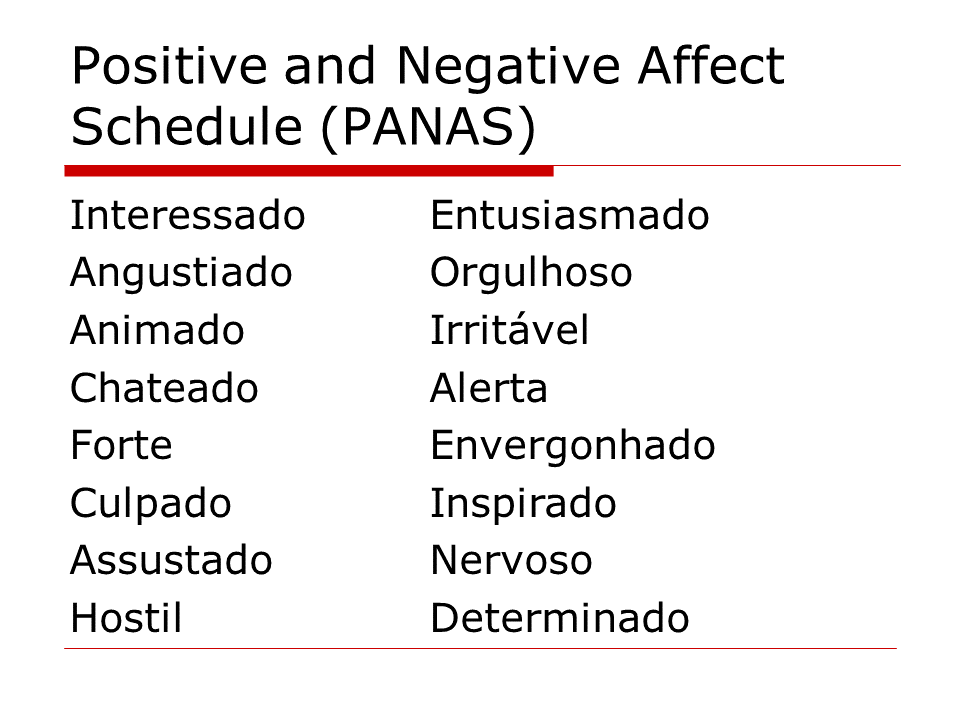 Positive and Negative Affect
Schedule (PANAS)
Interessado Entusiasmado
Angustiado Orgulhoso
Animado Irritável
Chateado Alerta
Forte Envergonhado
Culpado Inspirado
Assustado Nervoso
Hostil Determinado